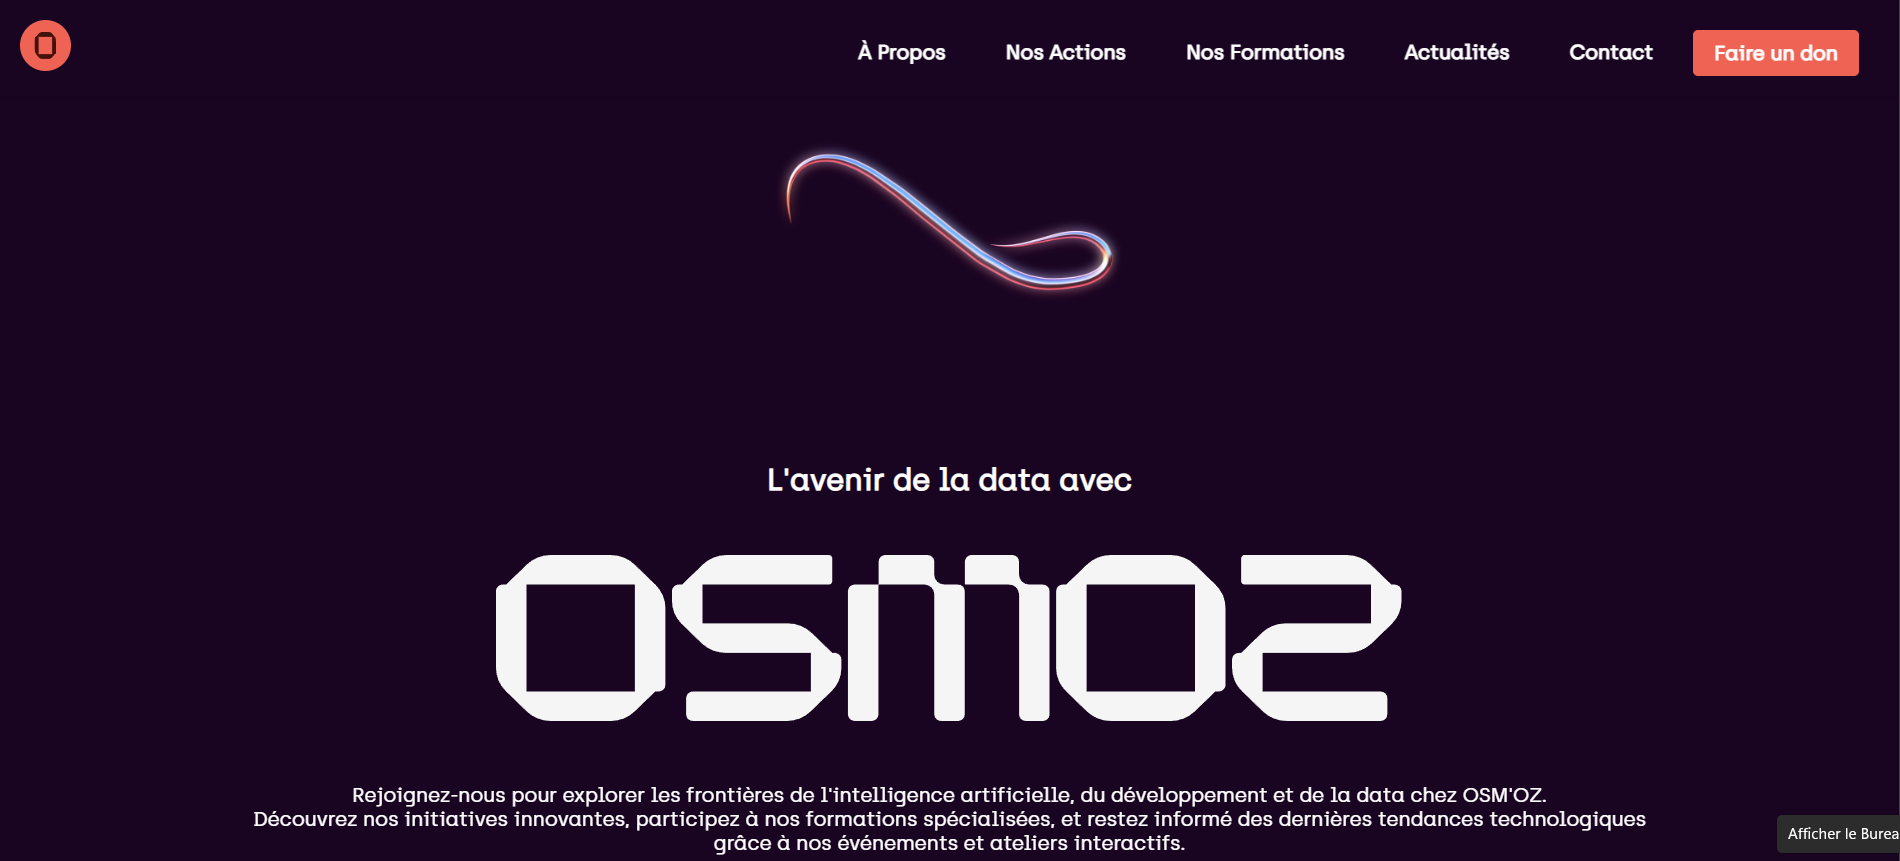 O
À Propos Nos Actions Nos Formations Actualités Contact Faire un don
L'avenir de la data avec
OSMOZ
Rejoignez-nous pour explorer les frontières de l'intelligence artificielle, du développement et de la data chez OSM'OZ.
Découvrez nos initiatives innovantes, participez à nos formations spécialisées, et restez informé des dernières tendances technologiques
grâce à nos événements et ateliers interactifs.
Afficher le Burea